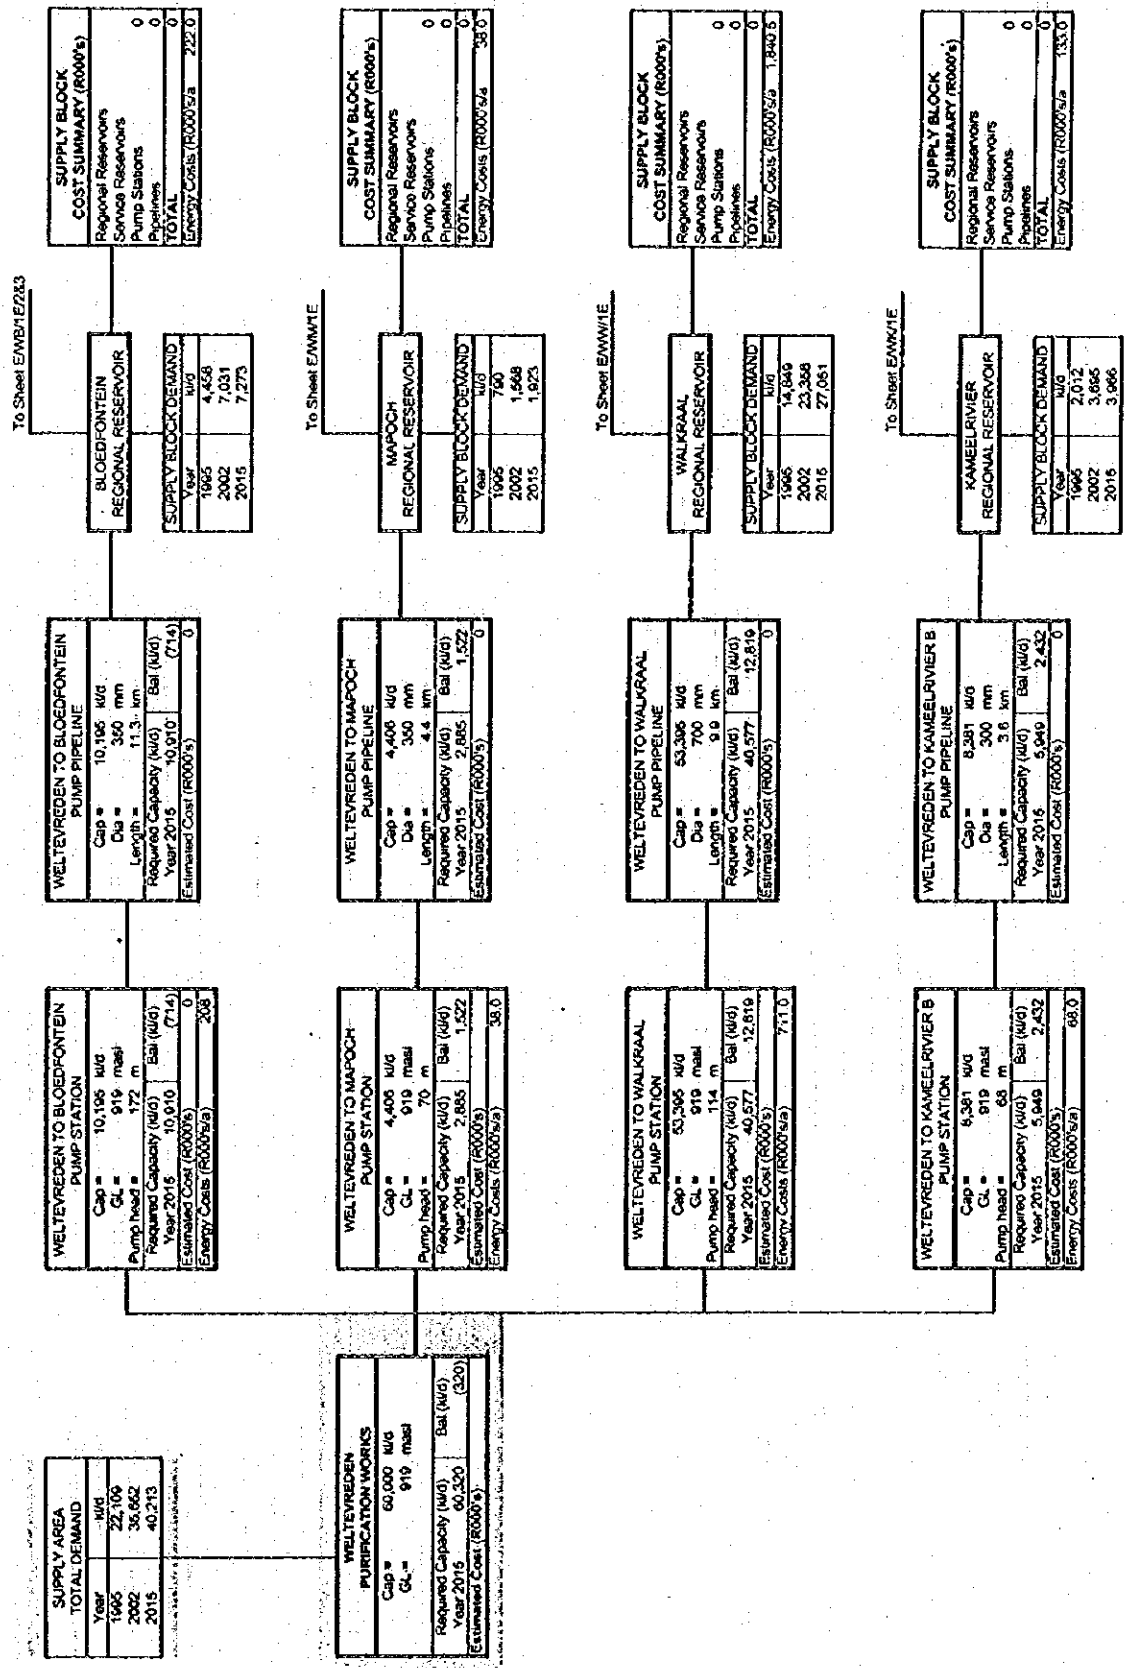 SUPPLY AREA
TOTAL DEMAND
Year kl/d
1995 22,109
2002 35,652
2015 40,213
WELTEVREDEN
PURIFICATION WORKS
Cap = 60,000 kl/d
GL = 919 masl
Required Capacity (kl/d) Bal (kl/d)
Year 2015 60,320 (320)
Estimated Cost (R000's)
WELTEVREDEN TO BLOEDFONTEIN
PUMP STATION
Cap = 10,195 kl/d
GL = 919 masl
Pump head = 172 m
Required Capacity (kl/d) Bal (kl/d)
Year 2015 10,910 (714)
Estimated Cost (R000's) 0
Energy Costs (R000's/a) 208
WELTEVREDEN TO BLOEDFONTEIN
PUMP PIPELINE
Cap = 10,195 kl/d
Dia = 350 mm
Length = 11.3 km
Required Capacity (kl/d) Bal (kl/d)
Year 2015 10,910 (714)
Estimated Cost (R000's) 0
To Sheet E/WB/1E/2&3
BLOEDFONTEIN
REGIONAL RESERVOIR
SUPPLY BLOCK DEMAND
Year kl/d
1995 4,458
2002 7,031
2015 7,273
SUPPLY BLOCK
COST SUMMARY (R000's)
Regional Reservoirs
Service Reservoirs
Pump Stations 0
Pipelines 0
TOTAL 0
Energy Costs (R000's/a 222.0
WELTEVREDEN TO MAPOCH
PUMP STATION
Cap = 4,406 kl/d
GL = 919 masl
Pump head = 70 m
Required Capacity (kl/d) Bal (kl/d)
Year 2015 2,885 1,522
Estimated Cost (R000's)
Energy Costs (R000's/a) 38.0
WELTEVREDEN TO MAPOCH
PUMP PIPELINE
Cap = 4,406 kl/d
Dia = 350 mm
Length = 4.4 km
Required Capacity (kl/d) Bal (kl/d)
Year 2015 2,885 1,522
Estimated Cost (R000's) 0
To Sheet E/WM/1E
MAPOCH
REGIONAL RESERVOIR
SUPPLY BLOCK DEMAND
Year kl/d
1995 790
2002 1,568
2015 1,923
SUPPLY BLOCK
COST SUMMARY (R000's)
Regional Reservoirs
Service Reservoirs
Pump Stations 0
Pipelines 0
TOTAL 0
Energy Costs (R000's/a 38.0
WELTEVREDEN TO WALKRAAL
PUMP STATION
Cap = 53,395 kl/d
GL = 919 masl
Pump head = 114 m
Required Capacity (kl/d) Bal (kl/d)
Year 2015 40,577 12,819
Estimated Cost (R000's)
Energy Costs (R000's/a) 711.0
WELTEVREDEN TO WALKRAAL
PUMP PIPELINE
Cap = 53,395 kl/d
Dia = 700 mm
Length = 9.9 km
Required Capacity (kl/d) Bal (kl/d)
Year 2015 40,577 12,819
Estimated Cost (R000's) 0
To Sheet E/WW/1E
WALKRAAL
REGIONAL RESERVOIR
SUPPLY BLOCK DEMAND
Year kl/d
1995 14,849
2002 23,358
2015 27,051
SUPPLY BLOCK
COST SUMMARY (R000's)
Regional Reservoirs
Service Reservoirs
Pump Stations 0
Pipelines 0
TOTAL 0
Energy Costs (R000's/a 1,840.5
WELTEVREDEN TO KAMEELRIVIER B
PUMP STATION
Cap = 8,381 kl/d
GL = 919 masl
Pump head = 68 m
Required Capacity (kl/d) Bal (kl/d)
Year 2015 5,949 2,432
Estimated Cost (R000's)
Energy Costs (R000's/a) 68.0
WELTEVREDEN TO KAMEELRIVIER B
PUMP PIPELINE
Cap = 8,381 kl/d
Dia = 300 mm
Length = 3.6 km
Required Capacity (kl/d) Bal (kl/d)
Year 2015 5,949 2,432
Estimated Cost (R000's) 0
To Sheet E/WK/1E
KAMEELRIVIER
REGIONAL RESERVOIR
SUPPLY BLOCK DEMAND
Year kl/d
1995 2,012
2002 3,695
2015 3,966
SUPPLY BLOCK
COST SUMMARY (R000's)
Regional Reservoirs
Service Reservoirs
Pump Stations 0
Pipelines 0
TOTAL 0
Energy Costs (R000's/a 133.0